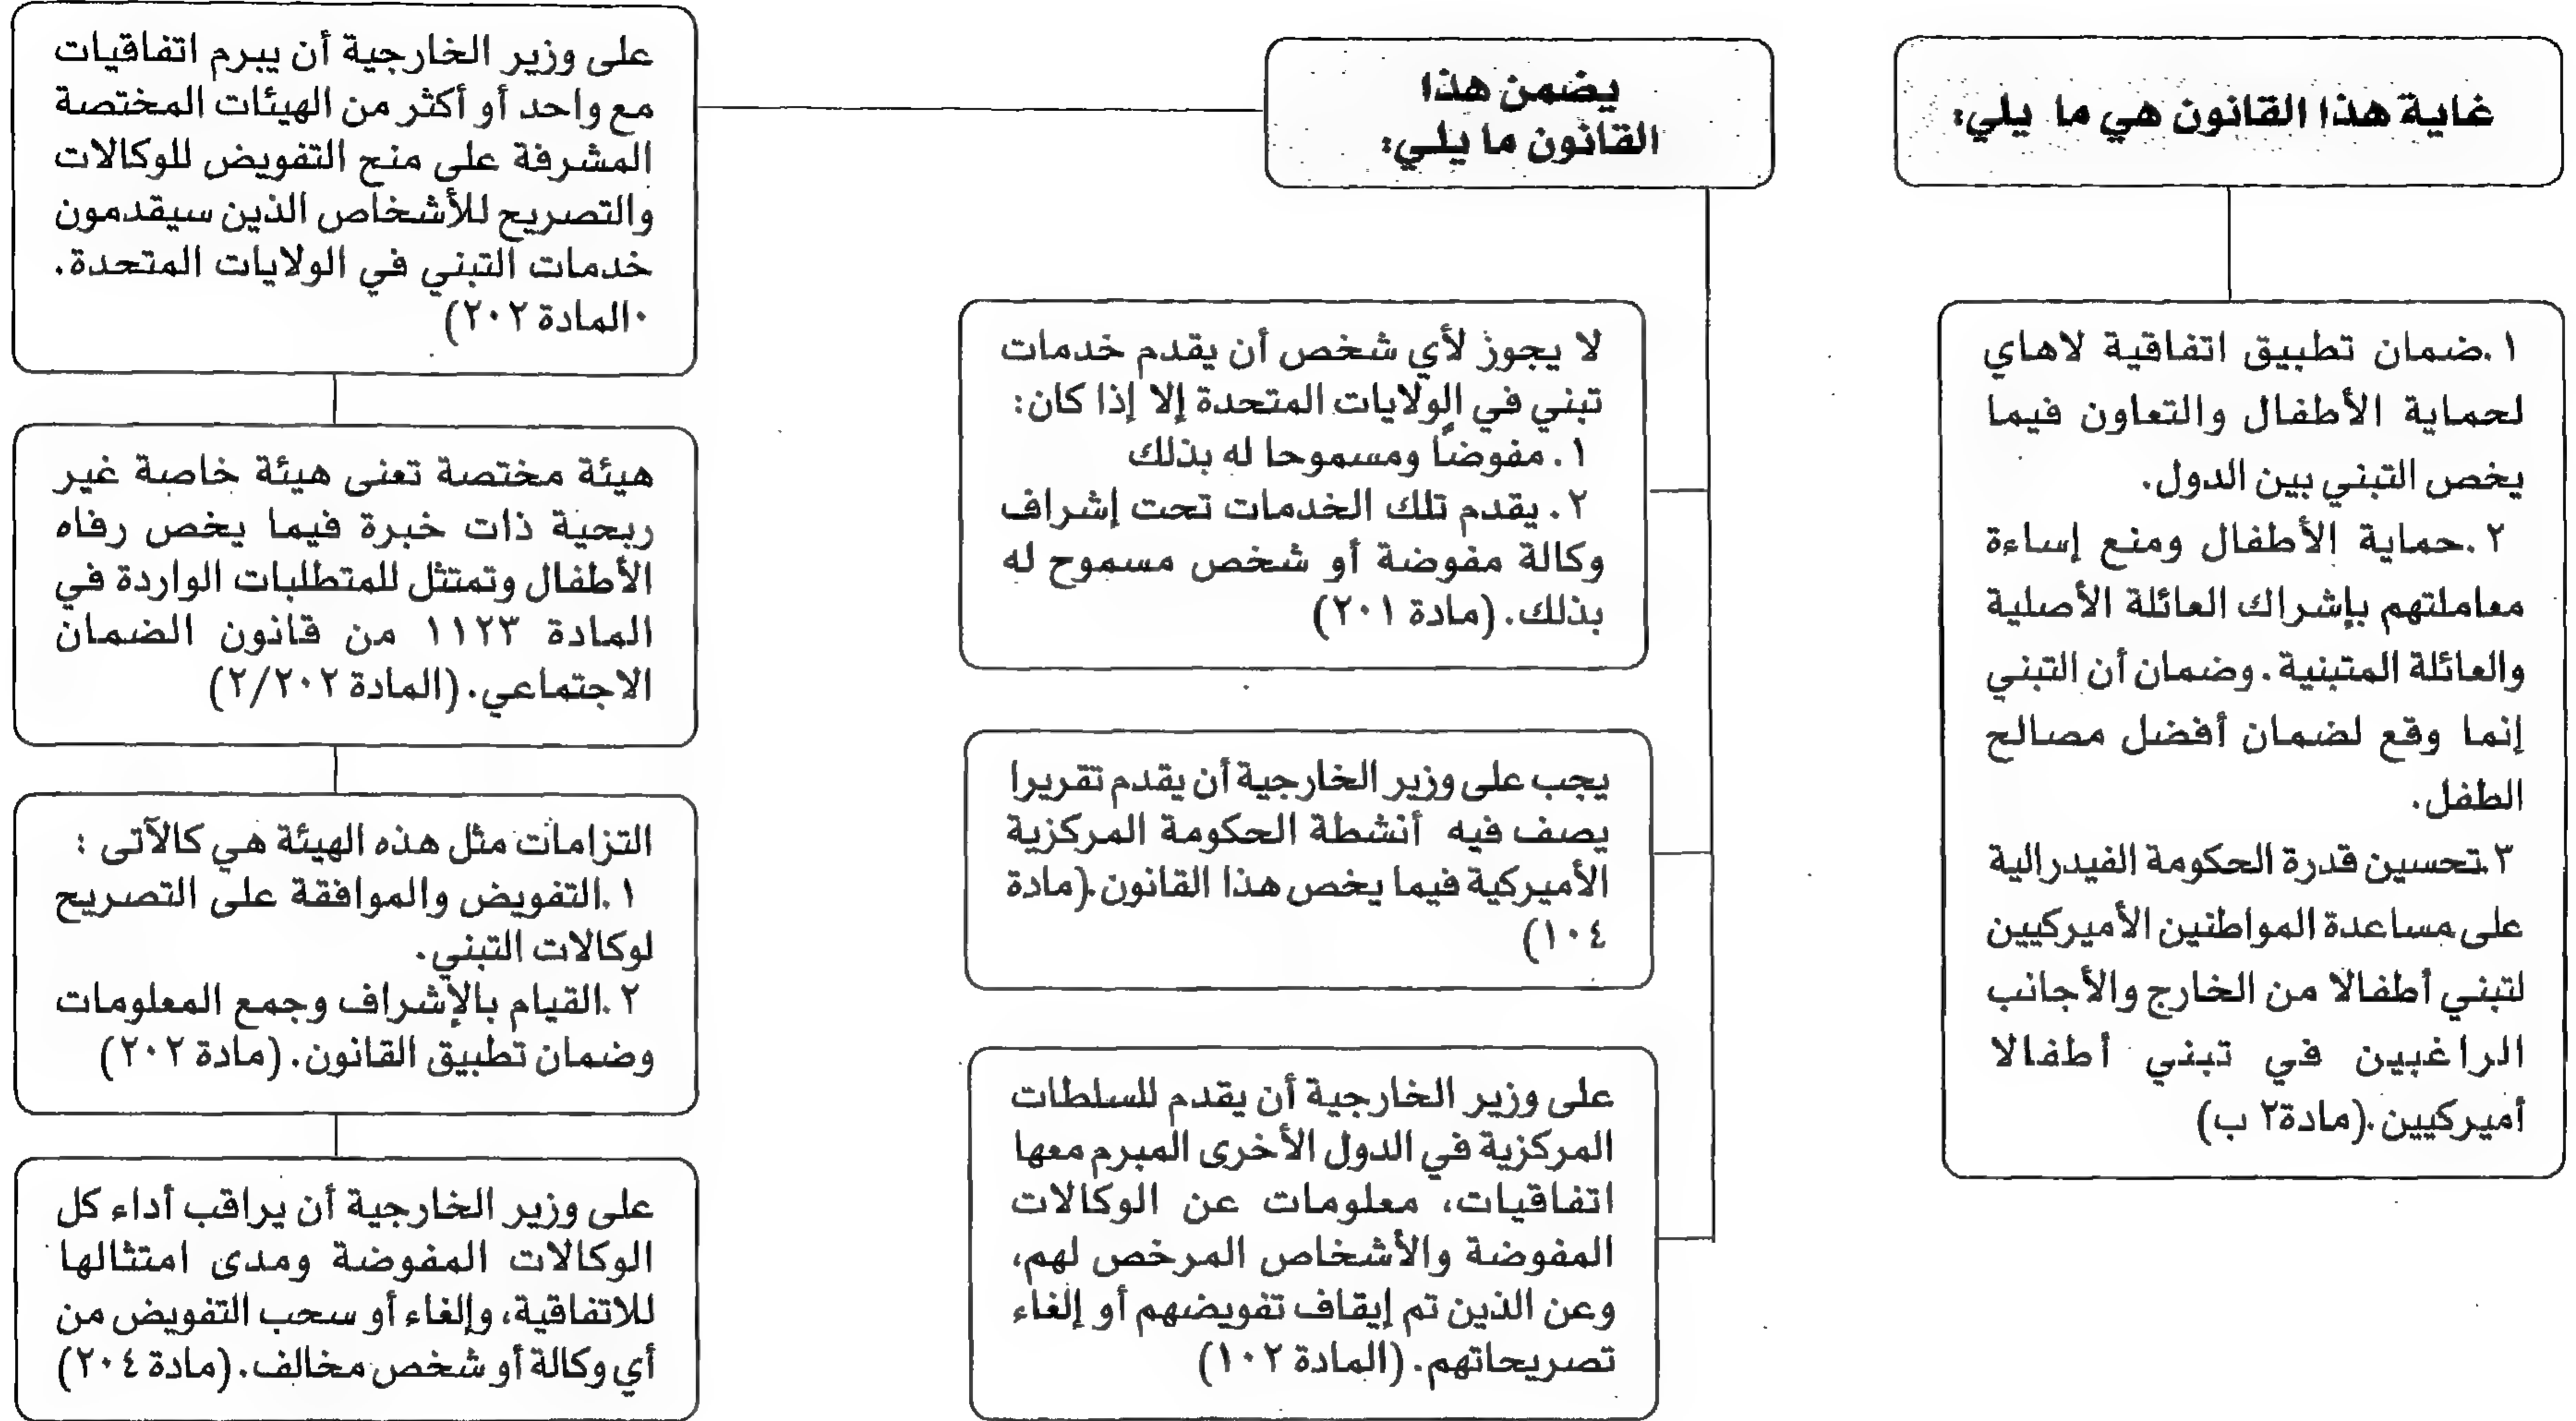 غاية هذا القانون هي ما يلي:
١.ضمان تطبيق اتفاقية لاهاي
لحماية الأطفال والتعاون فيما
يخص التبني بين الدول.
٢.حماية الأطفال ومنع إساءة
معاملتهم بإشراك العائلة الأصلية
والعائلة المتبنية. وضمان أن التبني
إنما وقع لضمان أفضل مصالح
الطفل.
٣.تحسين قدرة الحكومة الفيدرالية
على مساعدة المواطنين الأميركيين
لتبني أطفالا من الخارج والأجانب
الراغبين في تبني أطفالا
أميركيين.(مادة٢ ب)
يضمن هذا
القانون ما يلي:
لا يجوز لأي شخص أن يقدم خدمات
تبني في الولايات المتحدة إلا إذا كان:
١. مفوضاً ومسموحا له بذلك
٢. يقدم تلك الخدمات تحت إشراف
وكالة مفوضة أو شخص مسموح له
بذلك. (مادة ٢٠١)
يجب على وزير الخارجية أن يقدم تقريرا
يصف فيه أنشطة الحكومة المركزية
الأميركية فيما يخص هذا القانون.(مادة
١٠٤)
على وزير الخارجية أن يقدم للسلطات
المركزية في الدول الأخرى المبرم معها
اتفاقيات، معلومات عن الوكالات
المفوضة والأشخاص المرخص لهم،
وعن الذين تم إيقاف تفويضهم أو إلغاء
تصريحاتهم. (المادة ١٠٢)
على وزير الخارجية أن يبرم اتفاقيات
مع واحد أو أكثر من الهيئات المختصة
المشرفة على منح التفويض للوكالات
والتصريح للأشخاص الذين سيقدمون
خدمات التبني في الولايات المتحدة.
٠المادة ٢٠٢)
هيئة مختصة تعنى هيئة خاصة غير
ربحية ذات خبرة فيما يخص رفاه
الأطفال وتمتثل للمتطلبات الواردة في
المادة ١١٢٣ من قانون الضمان
الاجتماعي. (المادة ٢/٢٠٢)
التزامات مثل هذه الهيئة هي كالآتى :
١.التفويض والموافقة على التصريح
لوكالات التبني.
٢.القيام بالإشراف وجمع المعلومات
وضمان تطبيق القانون. (مادة ٢٠٢)
على وزير الخارجية أن يراقب أداء كل
الوكالات المفوضة ومدى امتثالها
للاتفاقية، وإلغاء أو سحب التفويض من
أي وكالة أو شخص مخالف. (مادة ٢٠٤)